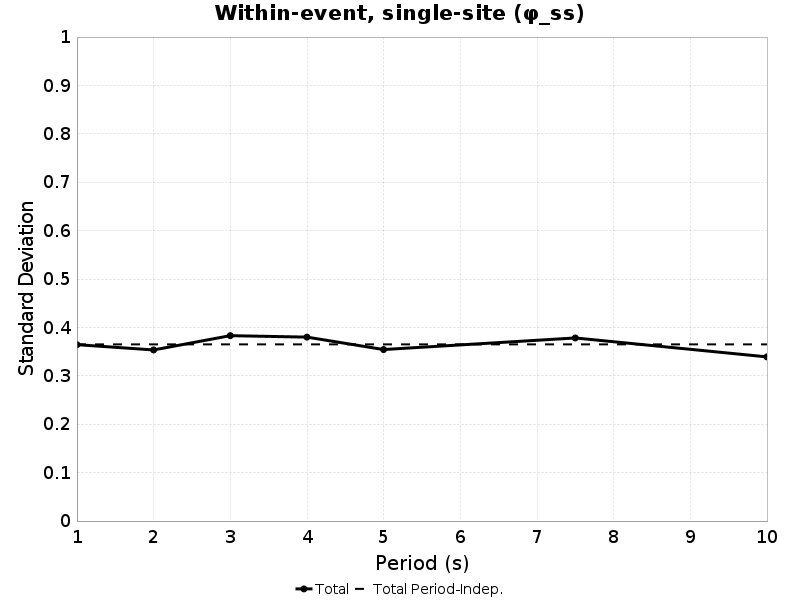 Within-event, single-site (φ_ss)
1
0.9
0.8
0.7
0.6
0.5
0.4
0.3
0.2
0.1
0
Standard Deviation
1 2 3 4 5 6 7 8 9 10
Period (s)
Total Total Period-Indep.